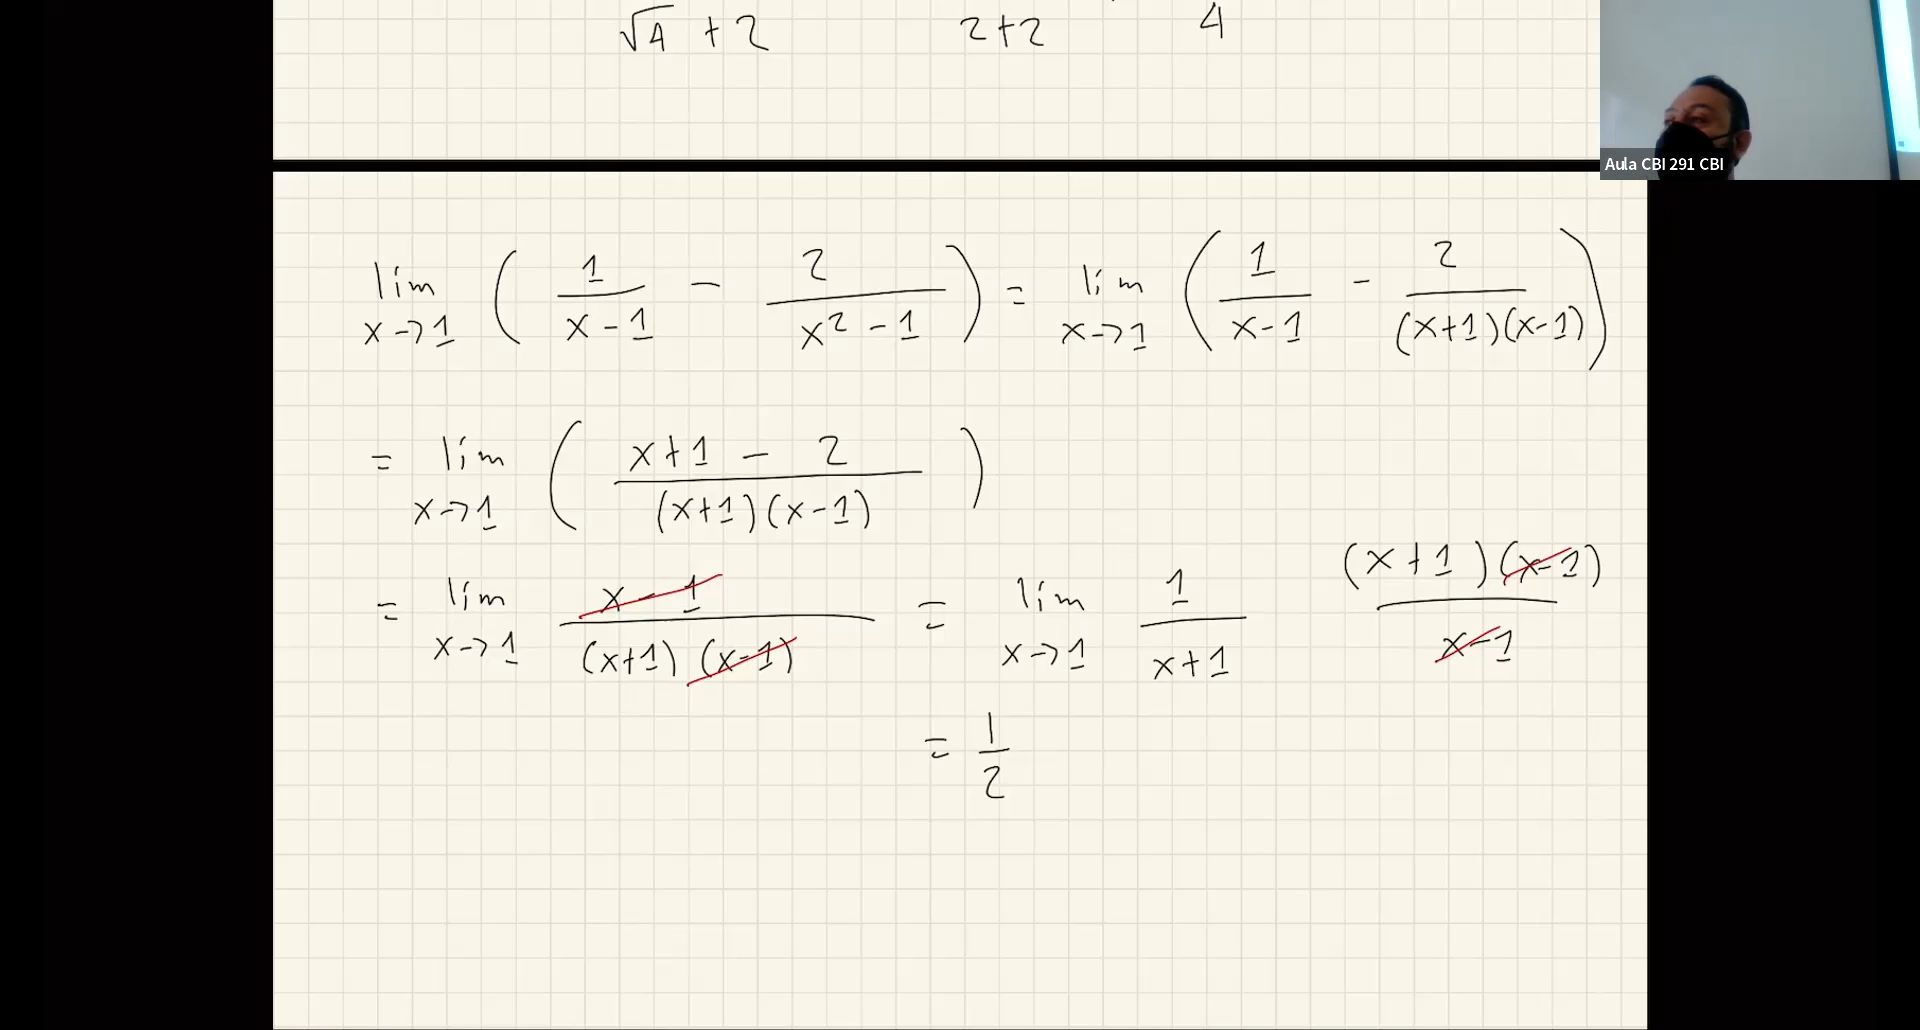 √4 + 2   2+2   4
Aula CBI 291 CBI
lim x→1 ( 1/(x-1) - 2/(x² - 1) ) = lim x→1 ( 1/(x-1) - 2/((x+1)(x-1)) )
= lim x→1 ( (x+1 - 2)/((x+1)(x-1)) )
= lim x→1 (x-1)/((x+1)(x-1)) = lim x→1 1/(x+1)   (x+1)(x-1)/(x-1)
= 1/2